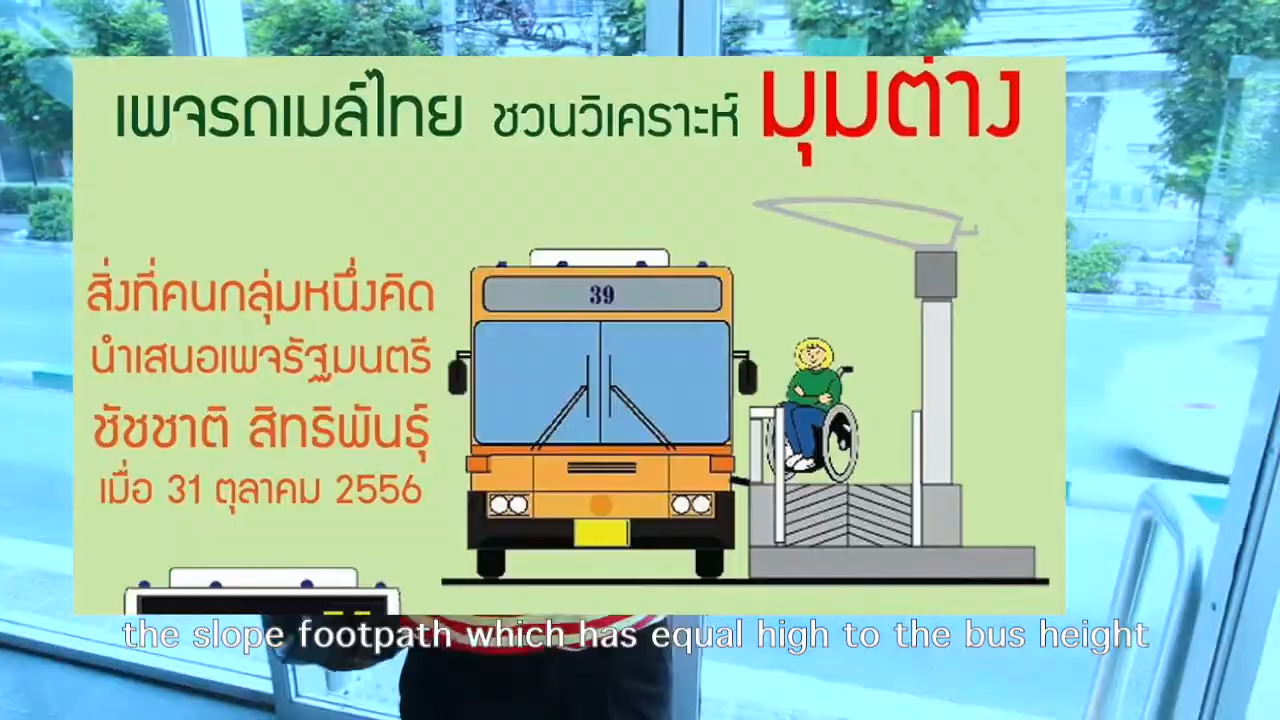 เพจรถเมล์ไทย ชวนวิเคราะห์ มุมต่าง
สิ่งที่คนกลุ่มหนึ่งคิด
นำเสนอเพจรัฐมนตรี
ชัชชาติ สิทธิพันธุ์
เมื่อ 31 ตุลาคม 2556
39
the slope footpath which has equal high to the bus height